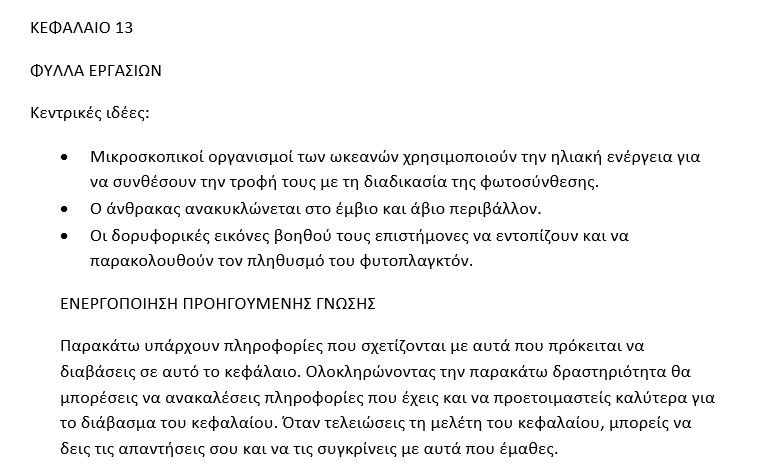 ΚΕΦΑΛΑΙΟ 13
ΦΥΛΛΑ ΕΡΓΑΣΙΩΝ
Κεντρικές ιδέες:
• Μικροσκοπικοί οργανισμοί των ωκεανών χρησιμοποιούν την ηλιακή ενέργεια για
να συνθέσουν την τροφή τους με τη διαδικασία της φωτοσύνθεσης.
• Ο άνθρακας ανακυκλώνεται στο έμβιο και άβιο περιβάλλον.
• Οι δορυφορικές εικόνες βοηθού τους επιστήμονες να εντοπίζουν και να
παρακολουθούν τον πληθυσμό του φυτοπλαγκτόν.
ΕΝΕΡΓΟΠΟΙΗΣΗ ΠΡΟΗΓΟΥΜΕΝΗΣ ΓΝΩΣΗΣ
Παρακάτω υπάρχουν πληροφορίες που σχετίζονται με αυτά που πρόκειται να
διαβάσεις σε αυτό το κεφάλαιο. Ολοκληρώνοντας την παρακάτω δραστηριότητα θα
μπορέσεις να ανακαλέσεις πληροφορίες που έχεις και να προετοιμαστείς καλύτερα για
το διάβασμα του κεφαλαίου. Όταν τελειώσεις τη μελέτη του κεφαλαίου, μπορείς να
δεις τις απαντήσεις σου και να τις συγκρίνεις με αυτά που έμαθες.